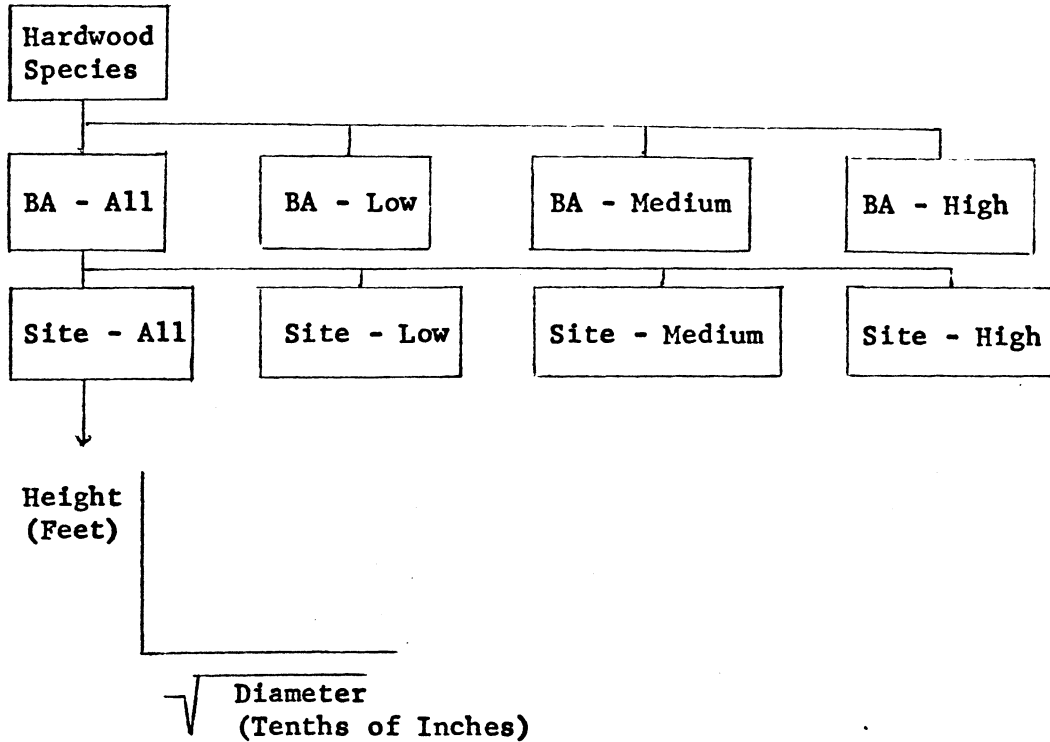 Hardwood
Species
BA - All
BA - Low
BA - Medium
BA - High
Site - All
Site - Low
Site - Medium
Site - High
Height
(Feet)
√Diameter
(Tenths of Inches)